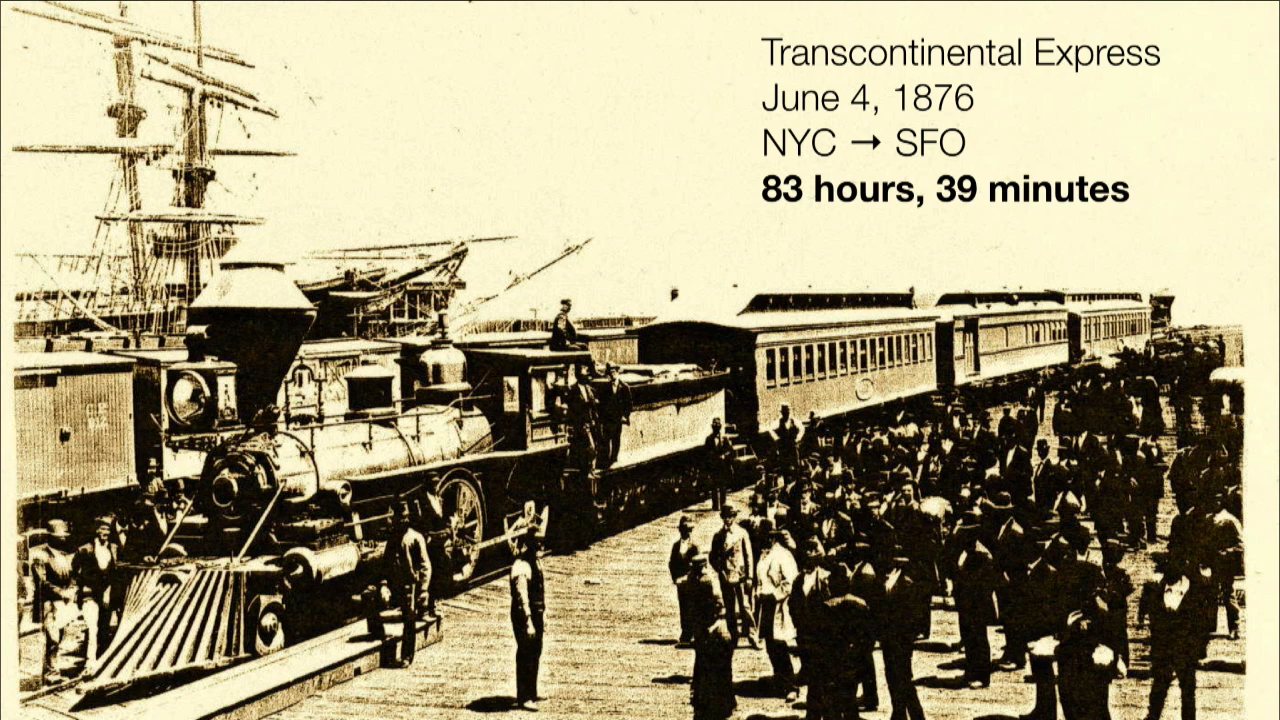 Transcontinental Express
June 4, 1876
NYC → SFO
83 hours, 39 minutes